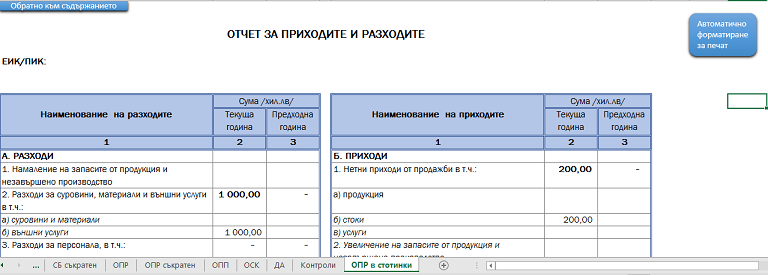 Обратно към съдържанието
ОТЧЕТ ЗА ПРИХОДИТЕ И РАЗХОДИТЕ
Автоматично
форматиране
за печат
ЕИК/ПИК:
Наименование на разходите
Сума /хил.лв/
Текуща година
Предходна година
1
2
3
А. РАЗХОДИ
1. Намаление на запасите от продукция и
незавършено производство
2. Разходи за суровини, материали и външни услуги
в т.ч.:
1 000,00
-
а) суровини и материали
б) външни услуги
1 000,00
3. Разходи за персонала, в т.ч.:
-
-
Наименование на приходите
Сума /хил.лв/
Текуща година
Предходна година
1
2
3
Б. ПРИХОДИ
1. Нетни приходи от продажби в т.ч.:
200,00
-
а) продукция
б) стоки
200,00
в) услуги
2. Увеличение на запасите от продукция и
...
СБ съкратен
ОПР
ОПР съкратен
ОПП
ОСК
ДА
Контроли
ОПР в стотинки